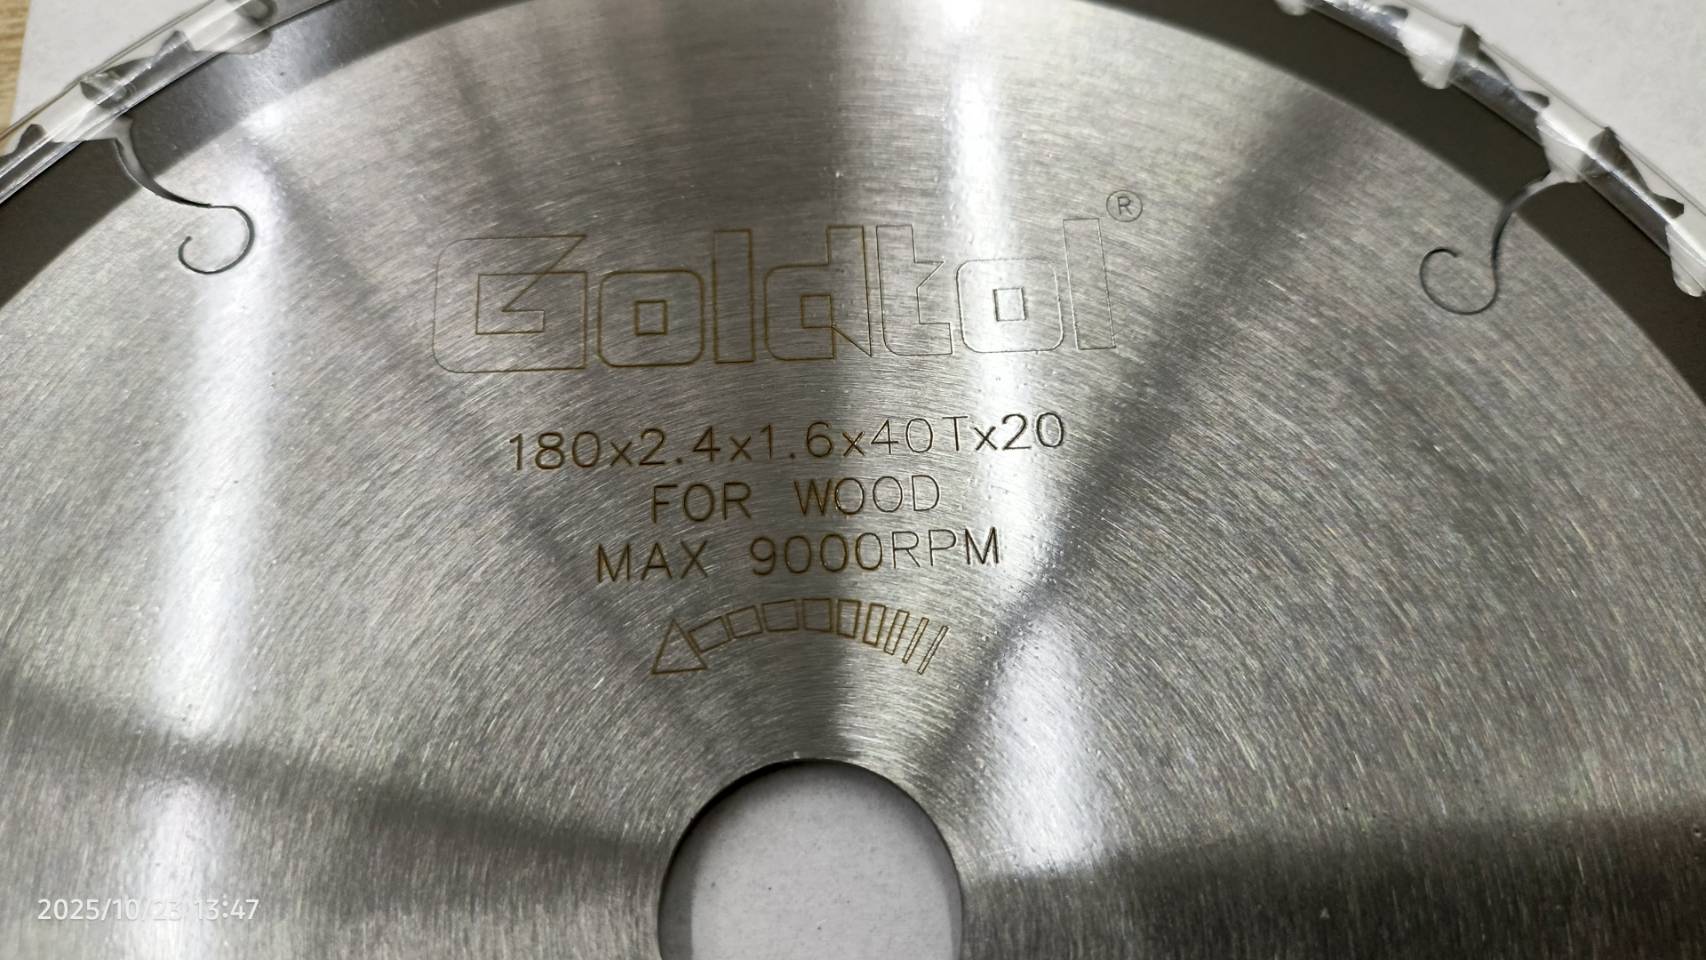 Goldtol®
180x2.4x1.6x40Tx20
FOR WOOD
MAX 9000RPM
2025/10/23 13:47